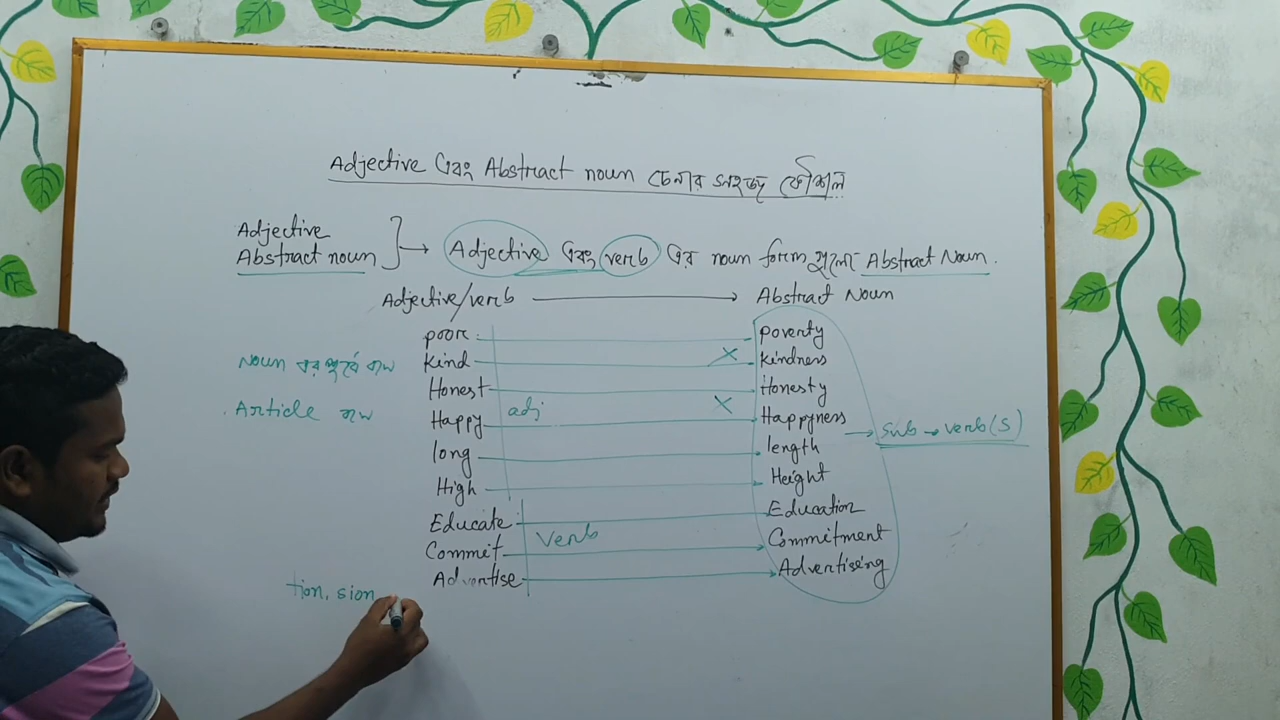 Adjective এবং Abstract noun চেনার সহজ কৌশল
Adjective
Abstract noun → Adjective এবং verb এর noun form গুলো Abstract Noun.
Adjective/verb → Abstract Noun
poor poverty
kind × kindness
Honest Honesty
Happy × Happyness
long length
High Height
Educate Education
Commit Commitment
Advertise Advertising
adj
verb
Noun এর পূর্বে বসে
Article বসে
sub → verb(s)
tion, sion